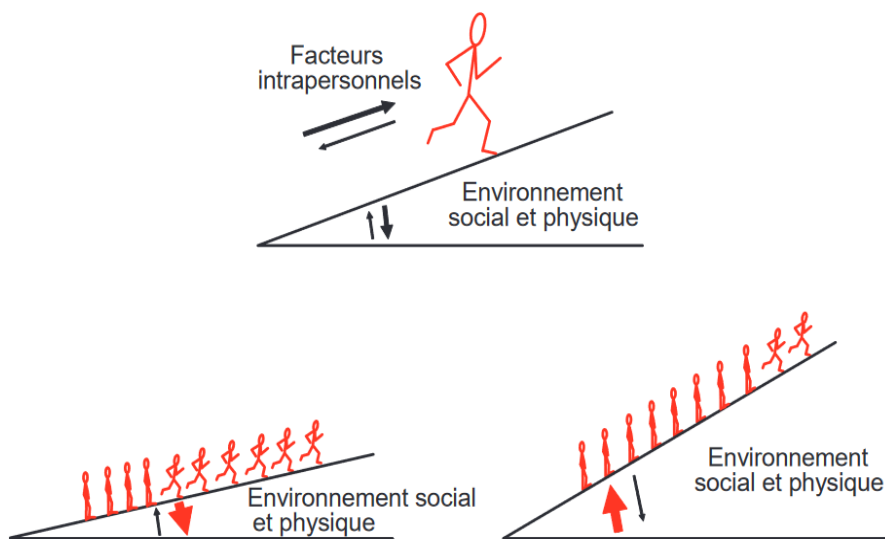 Facteurs
intrapersonnels
Environnement
social et physique
Environnement social
et physique
Environnement
social et physique